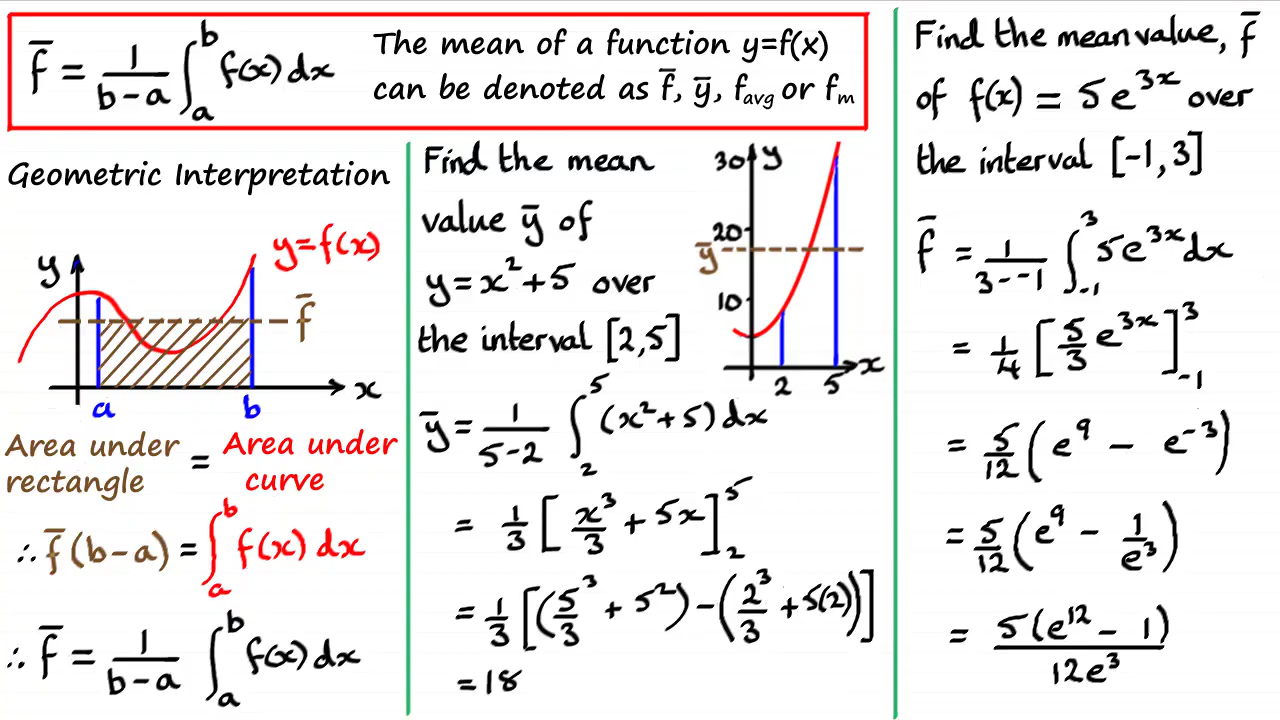 f̄ = 1/(b-a) ∫_a^b f(x) dx
The mean of a function y=f(x)
can be denoted as f̄, ȳ, f_avg or f_m
Geometric Interpretation
y=f(x)
y
f̄
x
a b
Area under rectangle = Area under curve
∴ f̄(b-a) = ∫_a^b f(x) dx
∴ f̄ = 1/(b-a) ∫_a^b f(x) dx
Find the mean
value ȳ of
y = x² + 5 over
the interval [2,5]
30 y
20
ȳ
10
x
2 5
ȳ = 1/(5-2) ∫_2^5 (x² + 5) dx
= 1/3 [x³/3 + 5x]_2^5
= 1/3 [(5³/3 + 5²) - (2³/3 + 5(2))]
= 18
Find the mean value, f̄
of f(x) = 5e^(3x) over
the interval [-1, 3]
f̄ = 1/(3--1) ∫_-1^3 5e^(3x) dx
= 1/4 [5/3 e^(3x)]_-1^3
= 5/12 (e⁹ - e⁻³)
= 5/12 (e⁹ - 1/e³)
= 5(e¹² - 1)/(12e³)